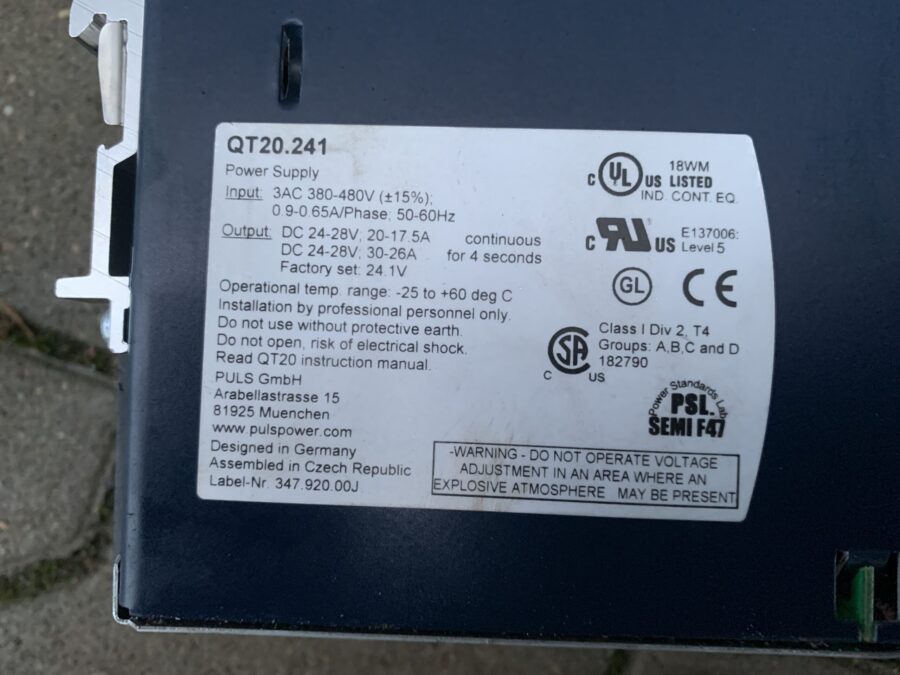 QT20.241
Power Supply
Input: 3AC 380-480V (±15%);
0.9-0.65A/Phase; 50-60Hz
Output: DC 24-28V; 20-17.5A continuous
DC 24-28V; 30-26A for 4 seconds
Factory set: 24.1V
Operational temp. range: -25 to +60 deg C
Installation by professional personnel only.
Do not use without protective earth.
Do not open, risk of electrical shock.
Read QT20 instruction manual.
PULS GmbH
Arabellastrasse 15
81925 Muenchen
www.pulspower.com
Designed in Germany
Assembled in Czech Republic
Label-Nr. 347.920.00J
C UL US 18WM
LISTED
IND. CONT. EQ.
C RU US E137006:
Level 5
GL CE
C SA US Class I Div 2, T4
Groups: A,B,C and D
182790
Power Standards Lab
PSL.
SEMI F47
-WARNING - DO NOT OPERATE VOLTAGE
ADJUSTMENT IN AN AREA WHERE AN
EXPLOSIVE ATMOSPHERE MAY BE PRESENT